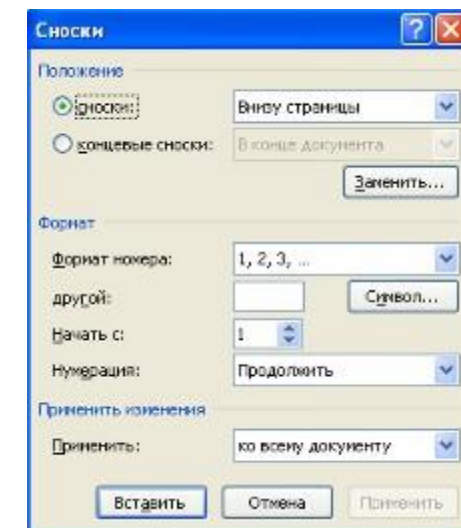 Сноски
Положение
сноски: Внизу страницы
концевые сноски: В конце документа
Заменить...
Формат
Формат номера: 1, 2, 3, ...
другой: Символ...
Начать с: 1
Нумерация: Продолжить
Применить изменения
Применить: ко всему документу
Вставить Отмена Применить